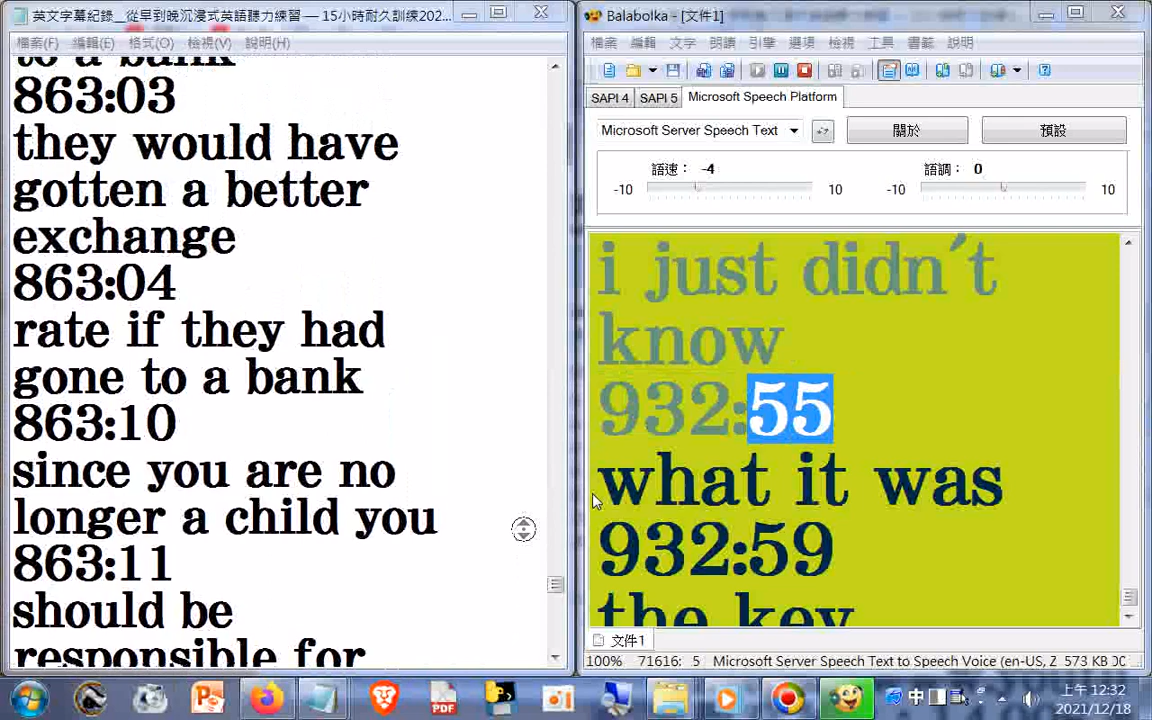 英文字幕紀錄__從早到晚沉浸式英語聽力練習 — 15小時耐久訓練202...
檔案(F) 編輯(E) 格式(O) 檢視(V) 說明(H)
to a bank
863:03
they would have
gotten a better
exchange
863:04
rate if they had
gone to a bank
863:10
since you are no
longer a child you
863:11
should be
responsible for
Balabolka - [文件1]
檔案 編輯 文字 朗讀 引擎 選項 檢視 工具 書籤 說明
SAPI 4 SAPI 5 Microsoft Speech Platform
Microsoft Server Speech Text 關於 預設
語速： -4 語調： 0
-10 10 -10 10
i just didn't
know
932:55
what it was
932:59
the key
文件1
100% 71616: 5 Microsoft Server Speech Text to Speech Voice (en-US, Z 573 KB
PDF 中 上午 12:32
2021/12/18